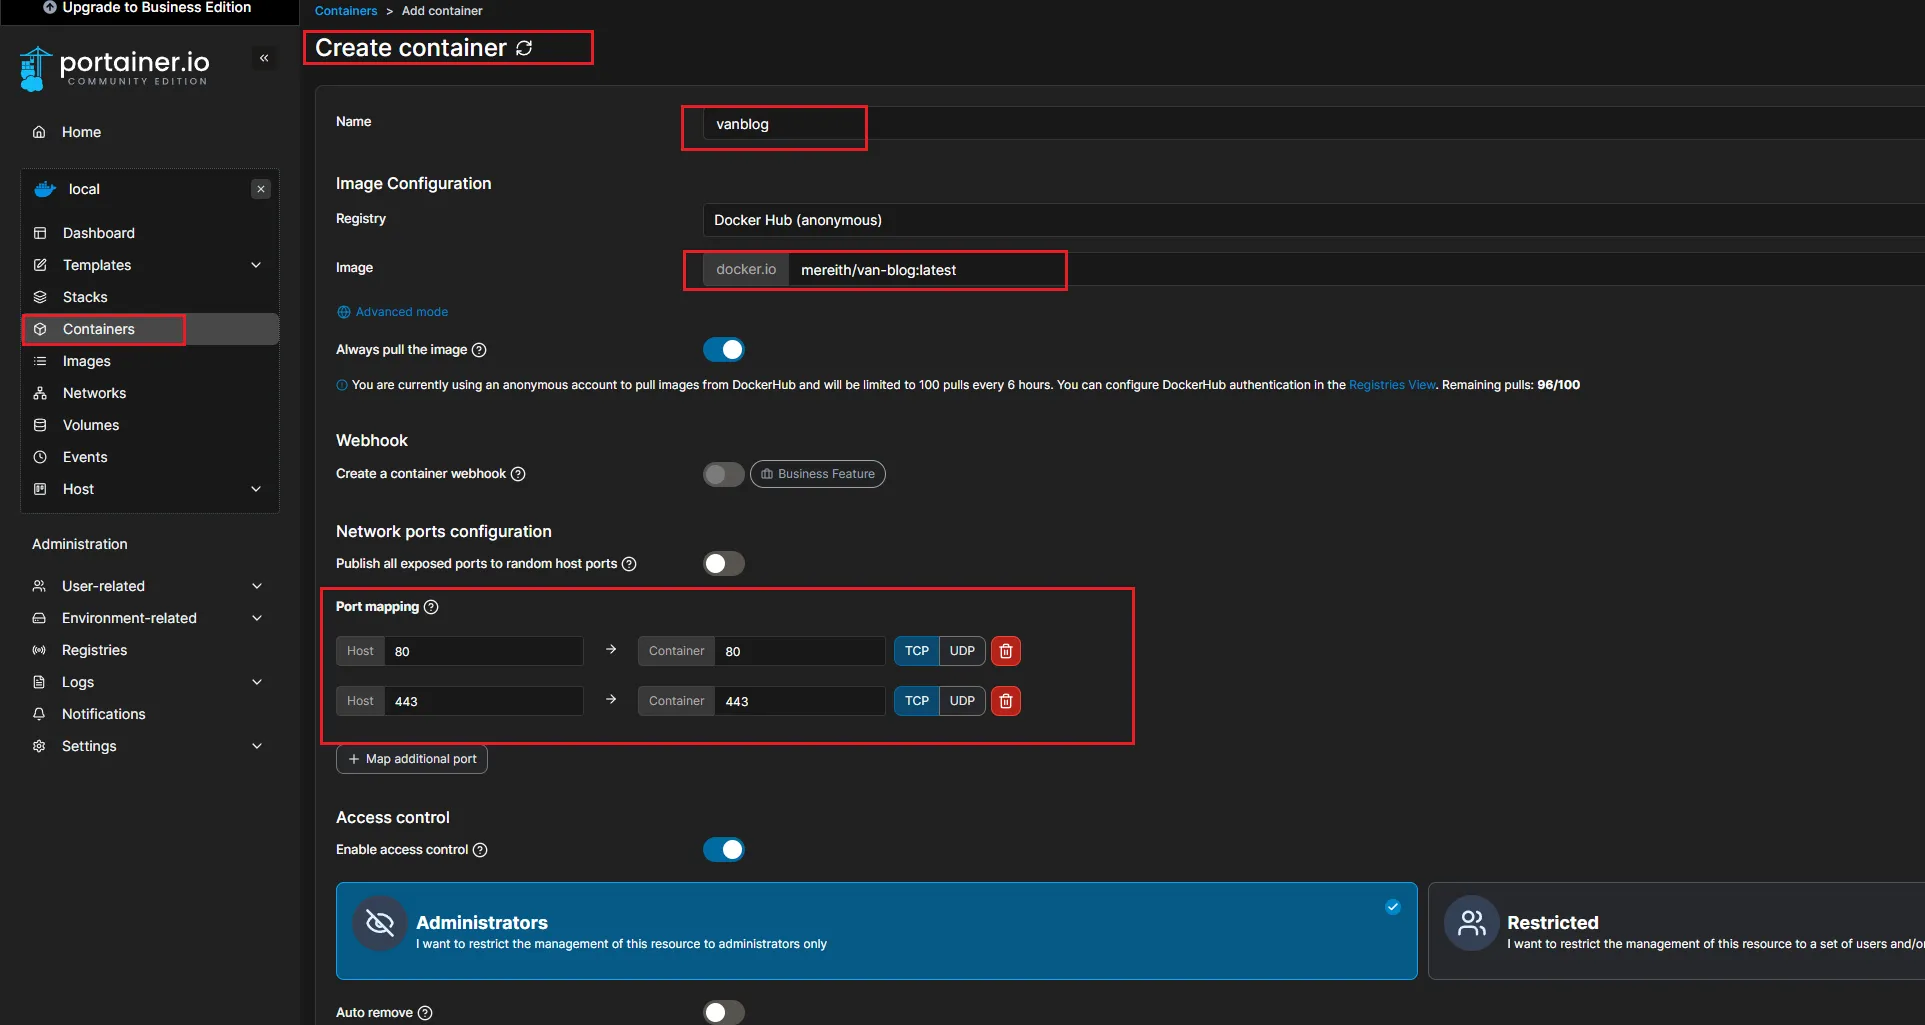 Upgrade to Business Edition
portainer.io
COMMUNITY EDITION
Home
local
Dashboard
Templates
Stacks
Containers
Images
Networks
Volumes
Events
Host
Administration
User-related
Environment-related
Registries
Logs
Notifications
Settings
Containers > Add container
Create container
Name
vanblog
Image Configuration
Registry
Docker Hub (anonymous)
Image
docker.io mereith/van-blog:latest
Advanced mode
Always pull the image
You are currently using an anonymous account to pull images from DockerHub and will be limited to 100 pulls every 6 hours. You can configure DockerHub authentication in the Registries View. Remaining pulls: 96/100
Webhook
Create a container webhook
Business Feature
Network ports configuration
Publish all exposed ports to random host ports
Port mapping
Host 80 → Container 80 TCP UDP
Host 443 → Container 443 TCP UDP
+ Map additional port
Access control
Enable access control
Administrators
I want to restrict the management of this resource to administrators only
Restricted
I want to restrict the management of this resource to a set of users and/or
Auto remove